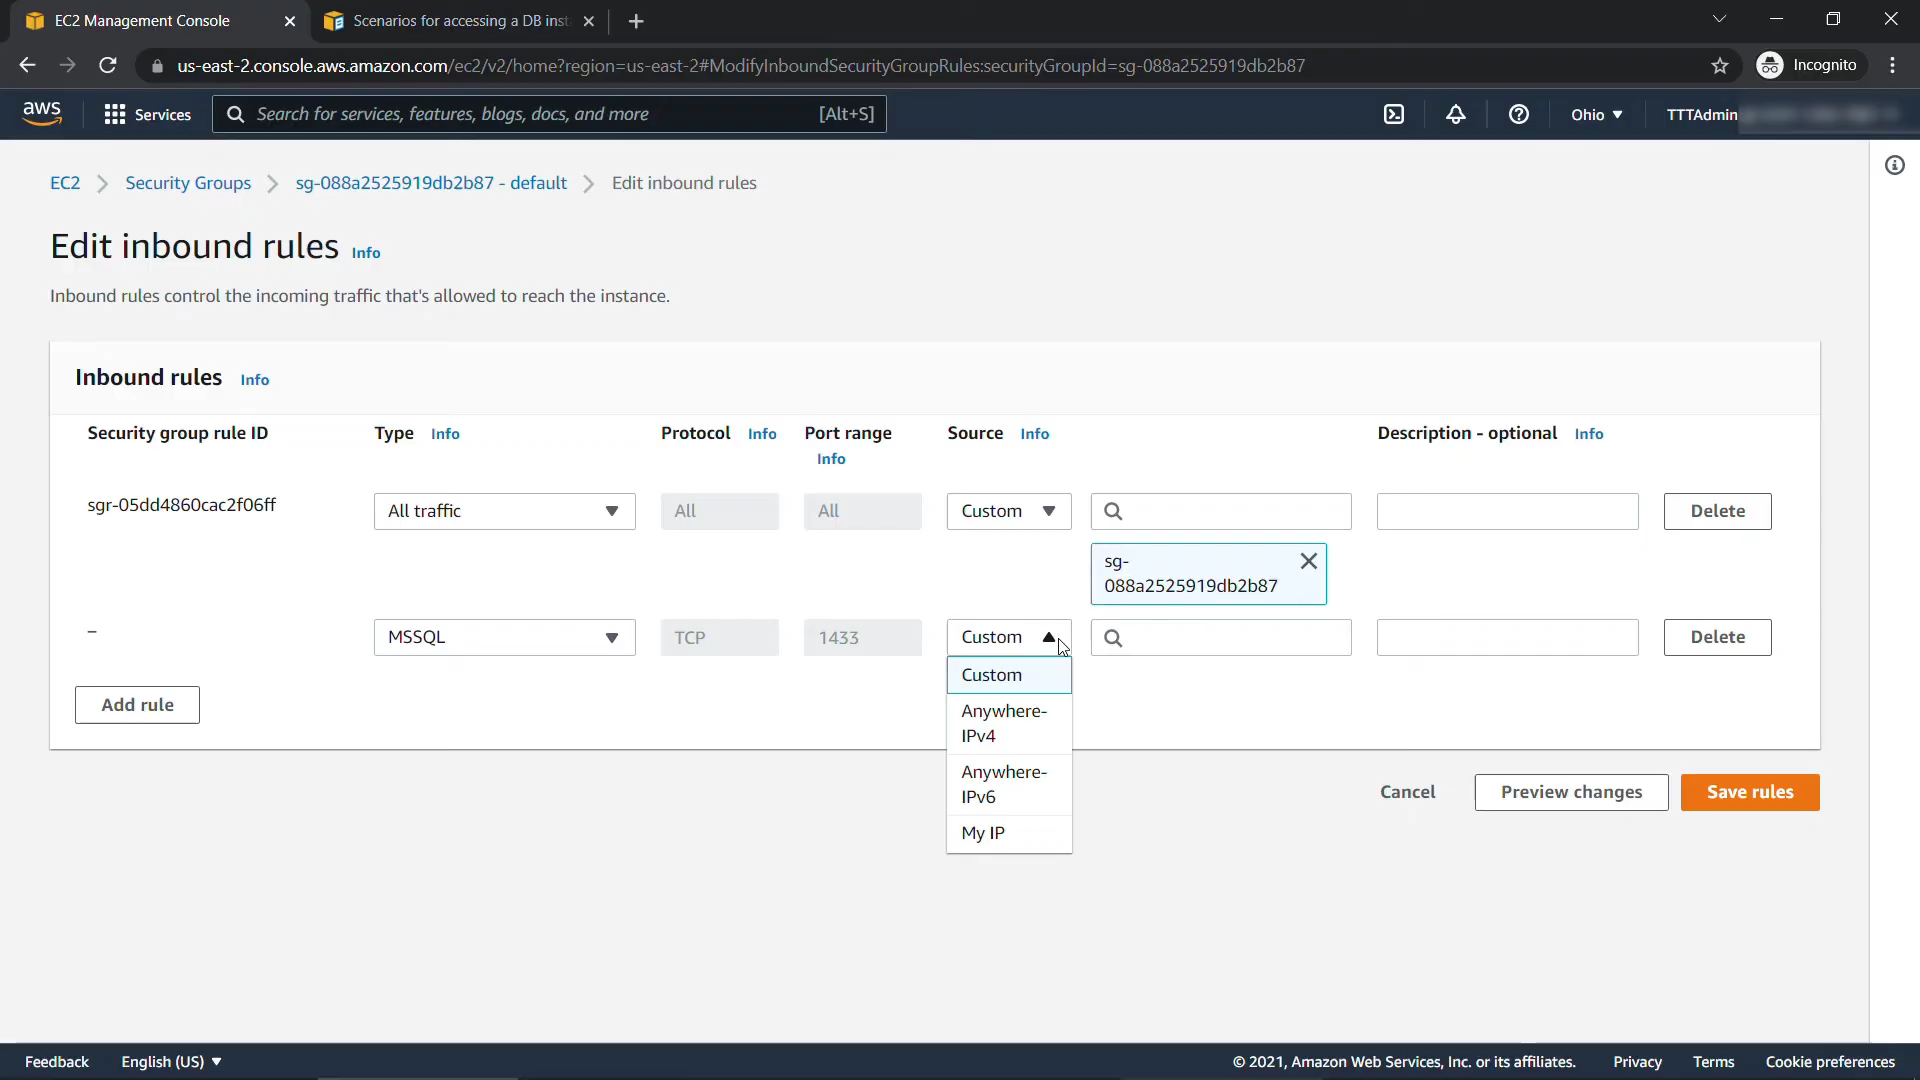 EC2 Management Console
Scenarios for accessing a DB inst
us-east-2.console.aws.amazon.com/ec2/v2/home?region=us-east-2#ModifyInboundSecurityGroupRules:securityGroupId=sg-088a2525919db2b87
Incognito
aws
Services
Search for services, features, blogs, docs, and more
[Alt+S]
Ohio
TTTAdmin
EC2
Security Groups
sg-088a2525919db2b87 - default
Edit inbound rules
Edit inbound rules Info
Inbound rules control the incoming traffic that's allowed to reach the instance.
Inbound rules Info
Security group rule ID
Type Info
Protocol Info
Port range
Info
Source Info
Description - optional Info
sgr-05dd4860cac2f06ff
All traffic
All
All
Custom
Delete
sg-
088a2525919db2b87
–
MSSQL
TCP
1433
Custom
Delete
Custom
Anywhere-
IPv4
Anywhere-
IPv6
My IP
Add rule
Cancel
Preview changes
Save rules
Feedback
English (US)
© 2021, Amazon Web Services, Inc. or its affiliates.
Privacy
Terms
Cookie preferences